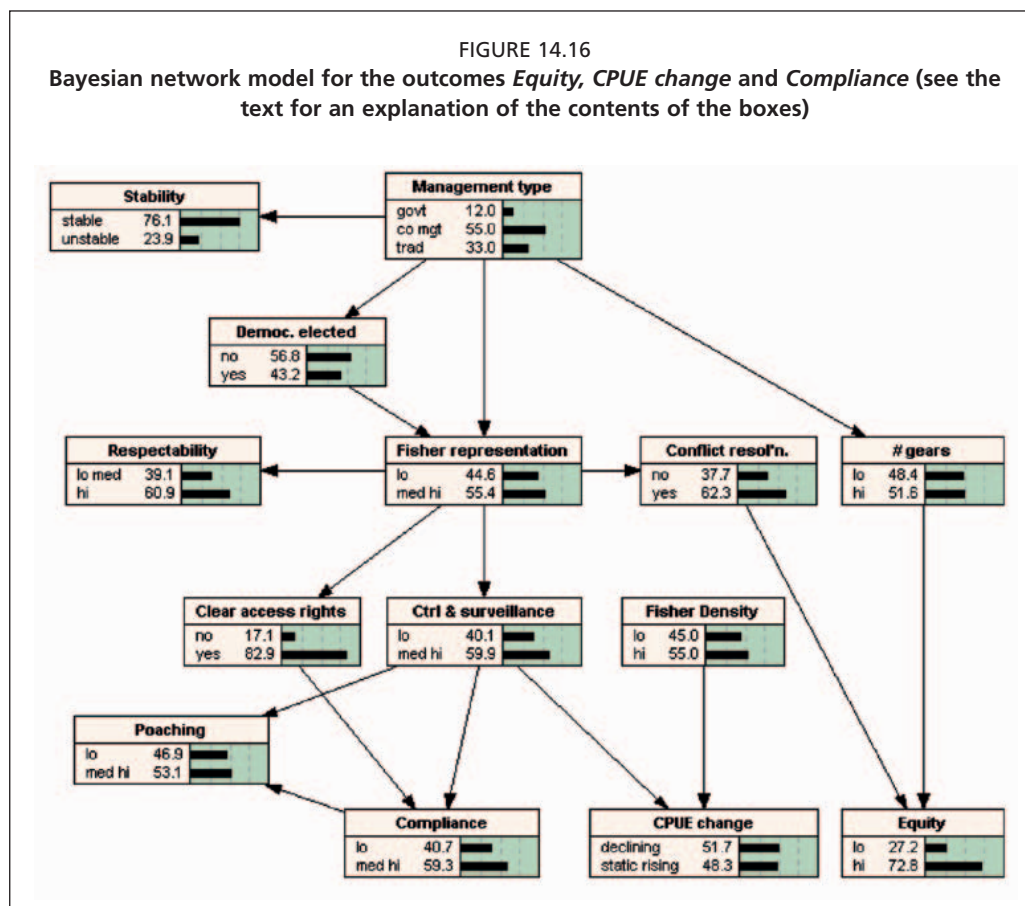 FIGURE 14.16
Bayesian network model for the outcomes Equity, CPUE change and Compliance (see the
text for an explanation of the contents of the boxes)
Stability
stable 76.1
unstable 23.9
Management type
govt 12.0
co mgt 55.0
trad 33.0
Democ. elected
no 56.8
yes 43.2
Respectability
lo med 39.1
hi 60.9
Fisher representation
lo 44.6
med hi 55.4
Conflict resol'n.
no 37.7
yes 62.3
# gears
lo 48.4
hi 51.6
Clear access rights
no 17.1
yes 82.9
Ctrl & surveillance
lo 40.1
med hi 59.9
Fisher Density
lo 45.0
hi 55.0
Poaching
lo 46.9
med hi 53.1
Compliance
lo 40.7
med hi 59.3
CPUE change
declining 51.7
static rising 48.3
Equity
lo 27.2
hi 72.8